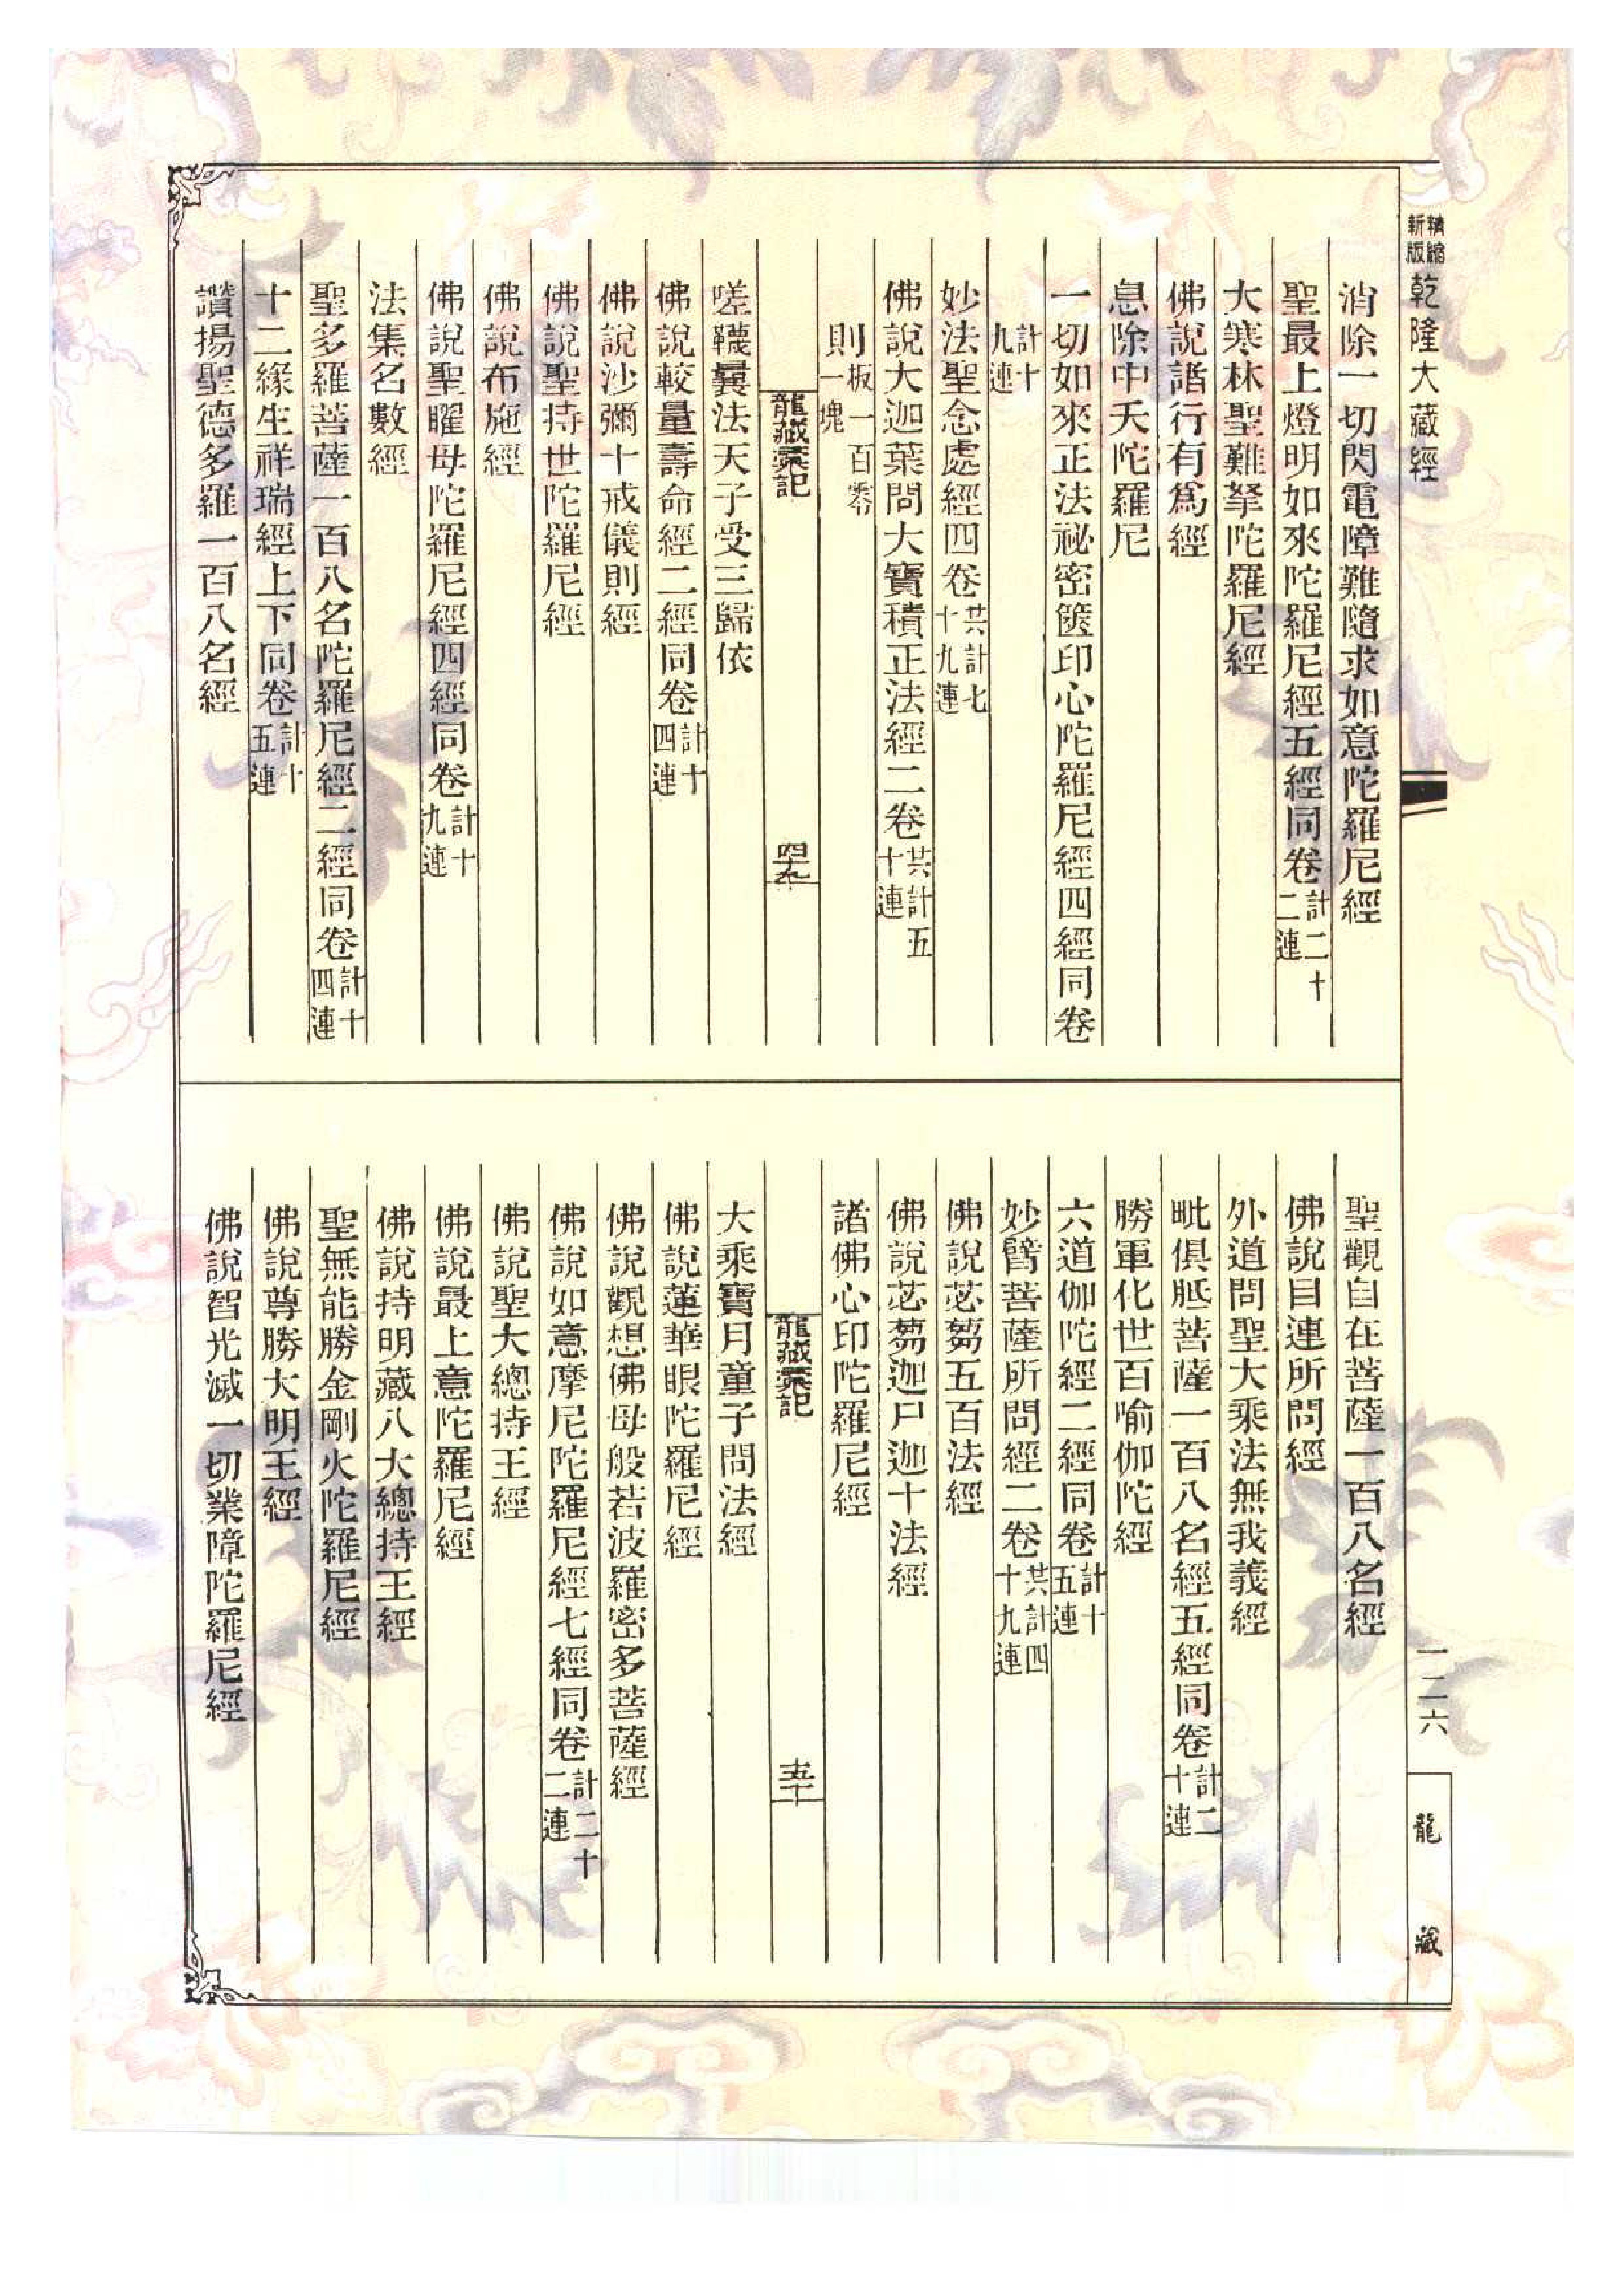 精縮新版乾隆大藏經
消除一切閃電障難隨求如意陀羅尼經
聖最上燈明如來陀羅尼經五經同卷計二十二連
大寒林聖難拏陀羅尼經
佛說諸行有爲經
息除中夭陀羅尼
一切如來正法秘密篋印心陀羅尼經四經同卷
計十九連
妙法聖念處經四卷共計七十九連
佛說大迦葉問大寶積正法經二卷共計五十連
則板一百零一塊
龍藏彚記
四十九
嗟韈曩法天子受三歸依
佛說較量壽命經二經同卷計十四連
佛說沙彌十戒儀則經
佛說聖持世陀羅尼經
佛說布施經
佛說聖曜母陀羅尼經四經同卷計十九連
法集名數經
聖多羅菩薩一百八名陀羅尼經二經同卷計十四連
十二緣生祥瑞經上下同卷計十五連
讚揚聖德多羅一百八名經
聖觀自在菩薩一百八名經
佛說目連所問經
外道問聖大乘法無我義經
毗俱胝菩薩一百八名經五經同卷計二十連
勝軍化世百喻伽陀經
六道伽陀經二經同卷計十五連
妙臂菩薩所問經二卷共計四十九連
佛說苾芻五百法經
佛說苾芻迦尸迦十法經
諸佛心印陀羅尼經
龍藏彚記
五十
大乘寶月童子問法經
佛說蓮華眼陀羅尼經
佛說觀想佛母般若波羅密多菩薩經
佛說如意摩尼陀羅尼經七經同卷計二十二連
佛說聖大總持王經
佛說最上意陀羅尼經
佛說持明藏八大總持王經
聖無能勝金剛火陀羅尼經
佛說尊勝大明王經
佛說智光滅一切業障陀羅尼經
一二六
龍藏